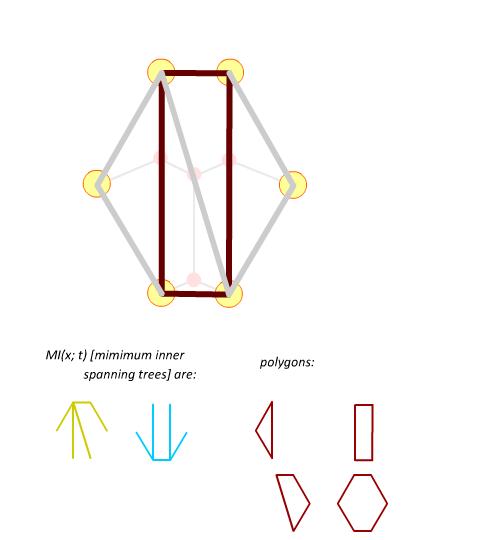 MI(x; t) [mimimum inner
spanning trees] are:
polygons: